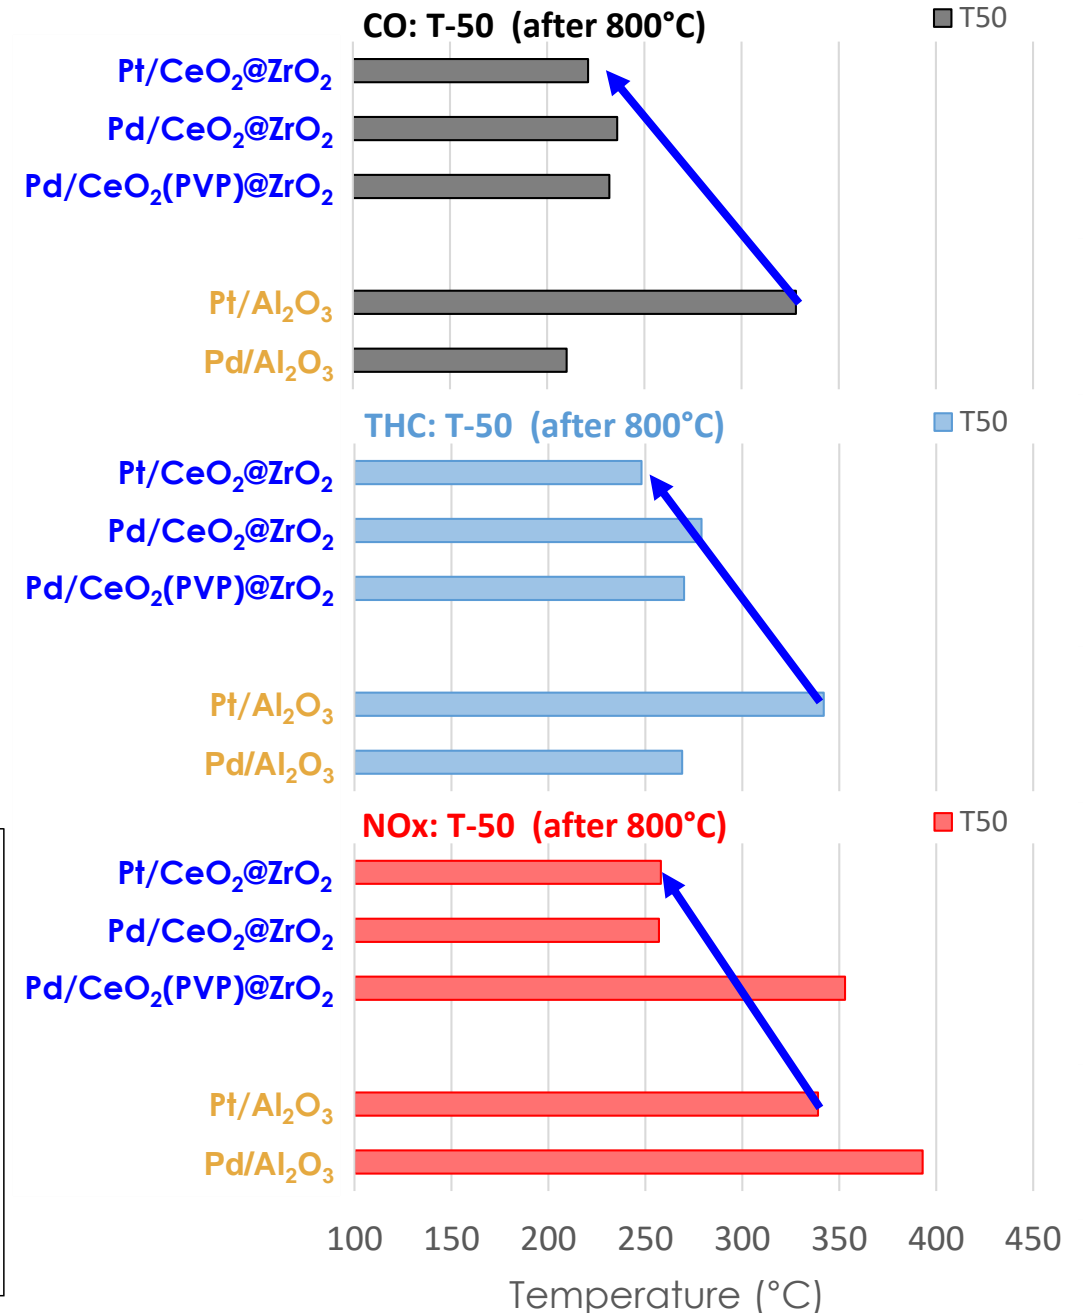 CO: T-50 (after 800°C)
T50
Pt/CeO₂@ZrO₂
Pd/CeO₂@ZrO₂
Pd/CeO₂(PVP)@ZrO₂
Pt/Al₂O₃
Pd/Al₂O₃
THC: T-50 (after 800°C)
T50
Pt/CeO₂@ZrO₂
Pd/CeO₂@ZrO₂
Pd/CeO₂(PVP)@ZrO₂
Pt/Al₂O₃
Pd/Al₂O₃
NOx: T-50 (after 800°C)
T50
Pt/CeO₂@ZrO₂
Pd/CeO₂@ZrO₂
Pd/CeO₂(PVP)@ZrO₂
Pt/Al₂O₃
Pd/Al₂O₃
100 150 200 250 300 350 400 450
Temperature (°C)